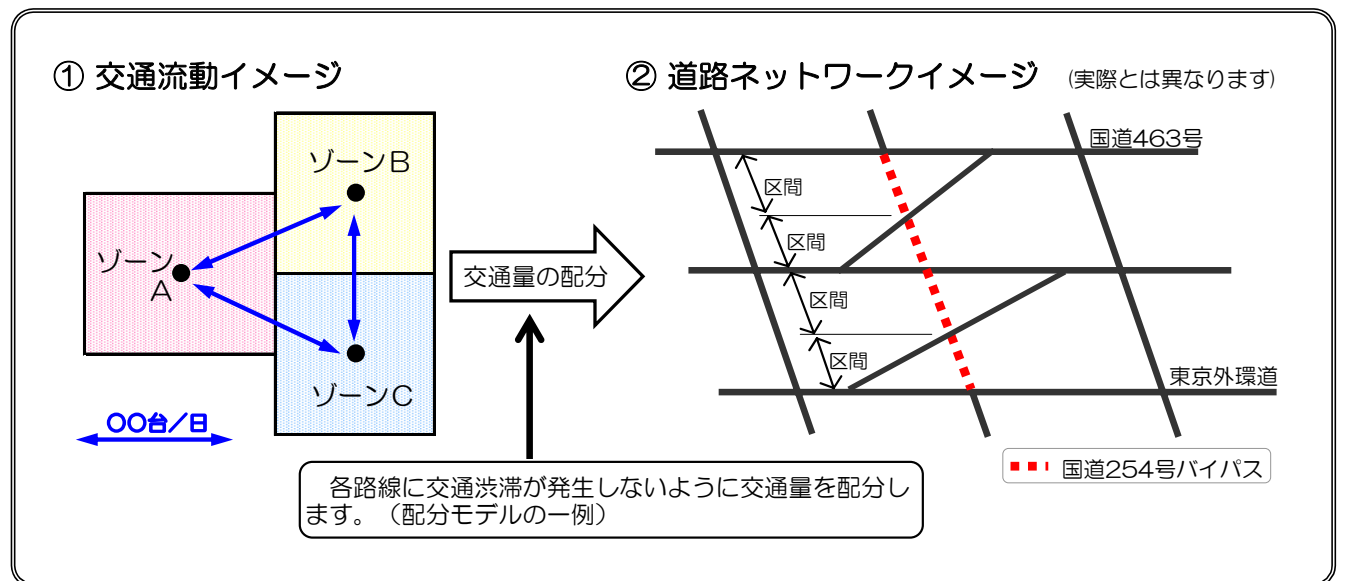 ① 交通流動イメージ
ゾーンB
ゾーン
A
ゾーンC
〇〇台／日
交通量の配分
各路線に交通渋滞が発生しないように交通量を配分し
ます。（配分モデルの一例）
② 道路ネットワークイメージ (実際とは異なります)
国道463号
区間
区間
区間
区間
東京外環道
国道254号バイパス